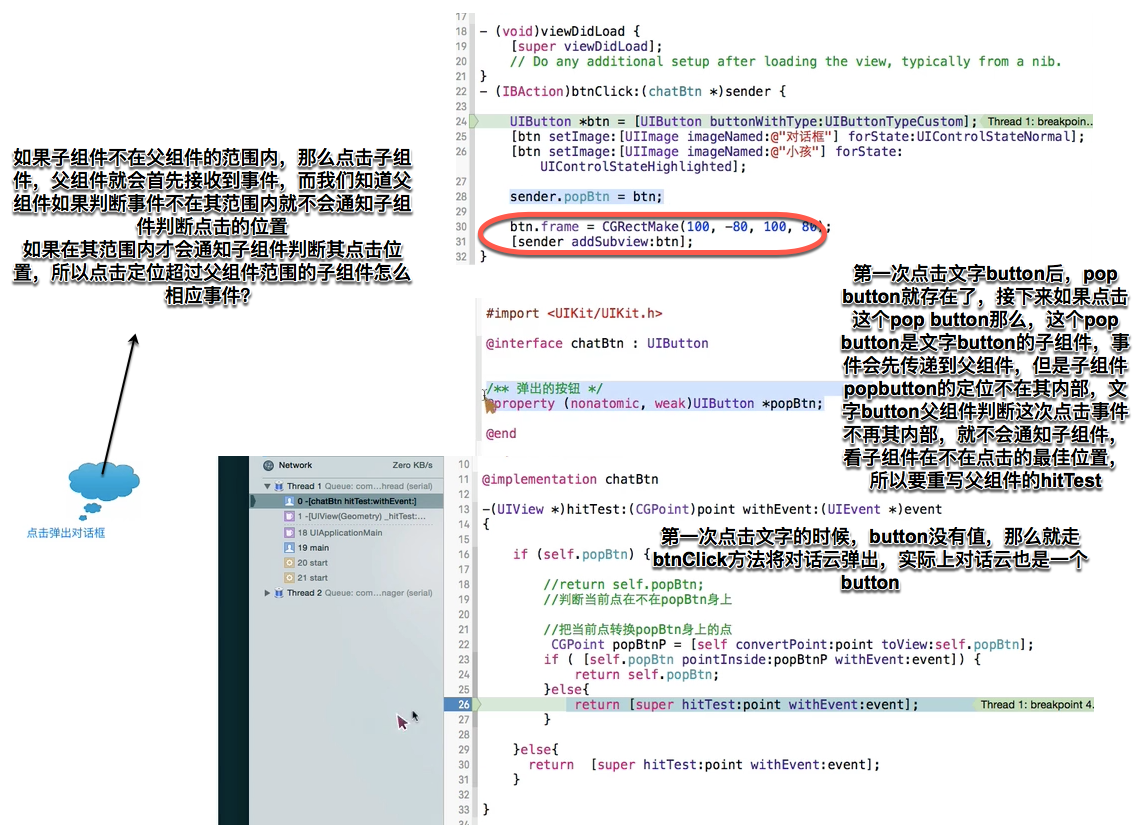 17
18 - (void)viewDidLoad {
19 [super viewDidLoad];
20 // Do any additional setup after loading the view, typically from a nib.
21 }
22 - (IBAction)btnClick:(chatBtn *)sender {
23
24 UIButton *btn = [UIButton buttonWithType:UIButtonTypeCustom]; Thread 1: breakpoin...
25 [btn setImage:[UIImage imageNamed:@"对话框"] forState:UIControlStateNormal];
26 [btn setImage:[UIImage imageNamed:@"小孩"] forState:
UIControlStateHighlighted];
27
28 sender.popBtn = btn;
29
30 btn.frame = CGRectMake(100, -80, 100, 80);
31 [sender addSubview:btn];
32 }
如果子组件不在父组件的范围内，那么点击子组
件，父组件就会首先接收到事件，而我们知道父
组件如果判断事件不在其范围内就不会通知子组
件判断点击的位置
如果在其范围内才会通知子组件判断其点击位
置，所以点击定位超过父组件范围的子组件怎么
相应事件?
点击弹出对话框
#import <UIKit/UIKit.h>
@interface chatBtn : UIButton
/** 弹出的按钮 */
@property (nonatomic, weak)UIButton *popBtn;
@end
第一次点击文字button后，pop
button就存在了，接下来如果点击
这个pop button那么，这个pop
button是文字button的子组件，事
件会先传递到父组件，但是子组件
popbutton的定位不在其内部，文
字button父组件判断这次点击事件
不再其内部，就不会通知子组件，
看子组件在不在点击的最佳位置，
所以要重写父组件的hitTest
Network Zero KB/s
Thread 1 Queue: com...hread (serial)
0 -[chatBtn hitTest:withEvent:]
1 -[UIView(Geometry) _hitTest:...
18 UIApplicationMain
19 main
20 start
21 start
Thread 2 Queue: com...nager (serial)
10
11 @implementation chatBtn
12
13 -(UIView *)hitTest:(CGPoint)point withEvent:(UIEvent *)event
14 {
15
16 if (self.popBtn) {
17
18 //return self.popBtn;
19 //判断当前点在不在popBtn身上
20
21 //把当前点转换popBtn身上的点
22 CGPoint popBtnP = [self convertPoint:point toView:self.popBtn];
23 if ( [self.popBtn pointInside:popBtnP withEvent:event]) {
24 return self.popBtn;
25 }else{
26 return [super hitTest:point withEvent:event]; Thread 1: breakpoint 4.
27 }
28
29 }else{
30 return [super hitTest:point withEvent:event];
31 }
32
33 }
34
第一次点击文字的时候，button没有值，那么就走
btnClick方法将对话云弹出，实际上对话云也是一个
button